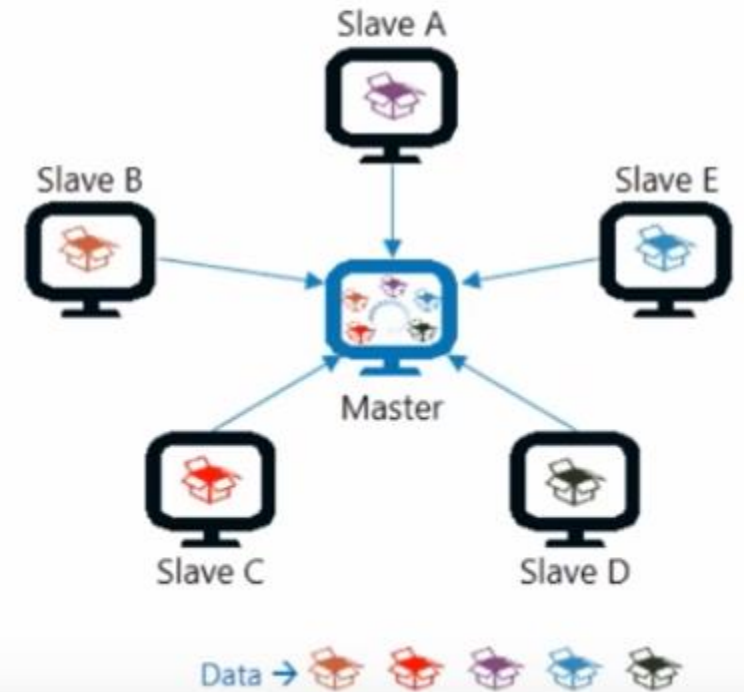 Slave A
Slave B
Slave E
Master
Slave C
Slave D
Data →